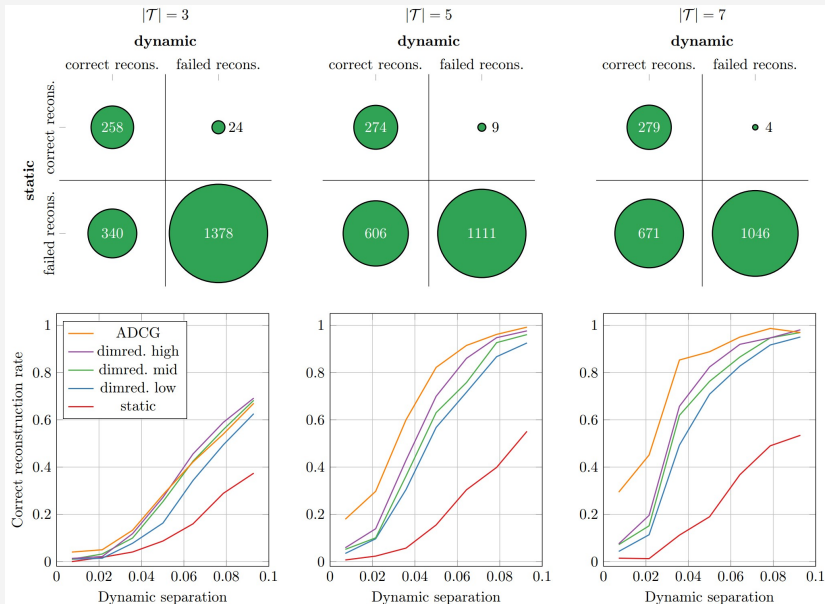 |𝒯| = 3
|𝒯| = 5
|𝒯| = 7
dynamic
dynamic
dynamic
correct recons.
failed recons.
correct recons.
failed recons.
correct recons.
failed recons.
static
correct recons.
failed recons.
258
24
274
9
279
4
340
1378
606
1111
671
1046
Correct reconstruction rate
1
0.8
0.6
0.4
0.2
0
ADCG
dimred. high
dimred. mid
dimred. low
static
0
0.02
0.04
0.06
0.08
0.1
Dynamic separation
1
0.8
0.6
0.4
0.2
0
0
0.02
0.04
0.06
0.08
0.1
Dynamic separation
1
0.8
0.6
0.4
0.2
0
0
0.02
0.04
0.06
0.08
0.1
Dynamic separation